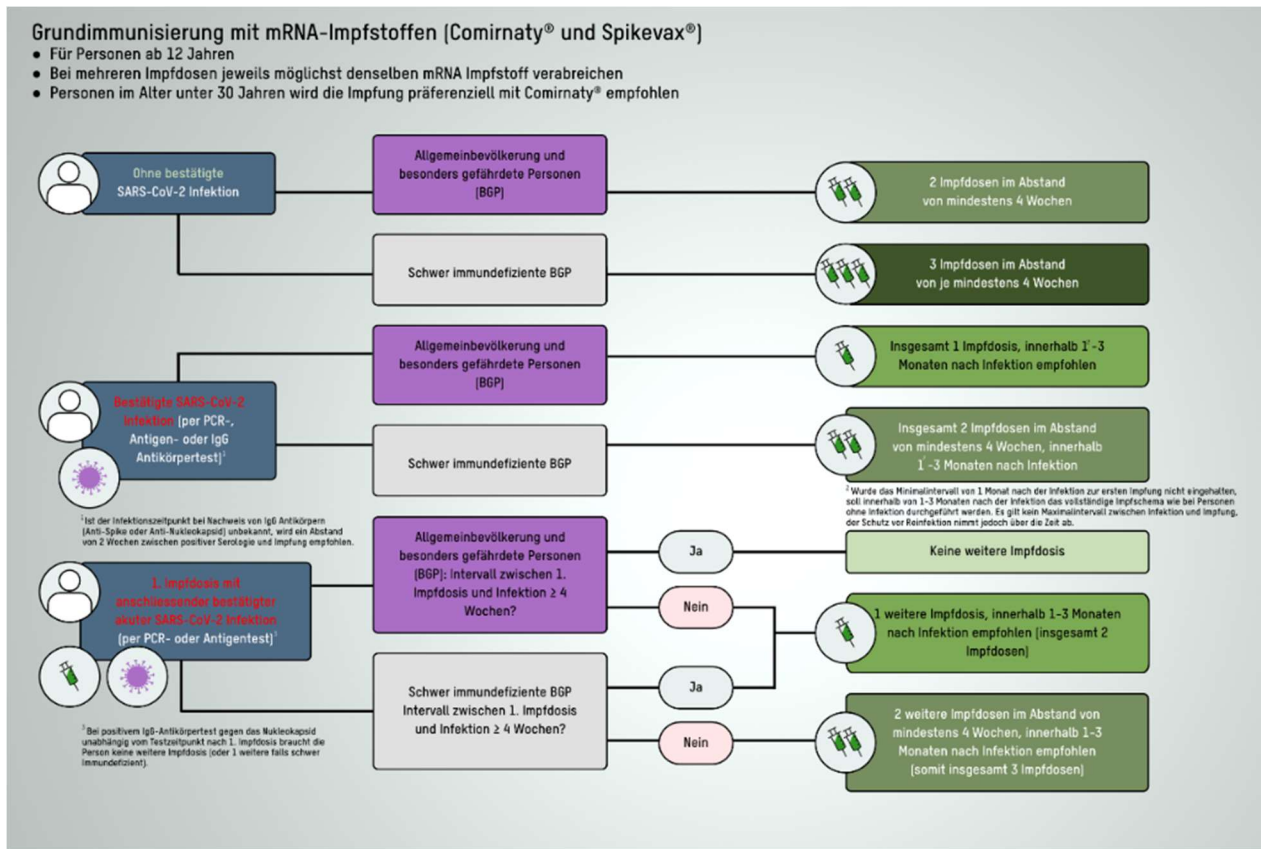 Grundimmunisierung mit mRNA-Impfstoffen (Comirnaty® und Spikevax®)
● Für Personen ab 12 Jahren
● Bei mehreren Impfdosen jeweils möglichst denselben mRNA Impfstoff verabreichen
● Personen im Alter unter 30 Jahren wird die Impfung präferenziell mit Comirnaty® empfohlen
Ohne bestätigte
SARS-CoV-2 Infektion
Allgemeinbevölkerung und
besonders gefährdete Personen
(BGP)
2 Impfdosen im Abstand
von mindestens 4 Wochen
Schwer immundefiziente BGP
3 Impfdosen im Abstand
von je mindestens 4 Wochen
Bestätigte SARS-CoV-2
Infektion (per PCR-,
Antigen- oder IgG
Antikörpertest)¹
Allgemeinbevölkerung und
besonders gefährdete Personen
(BGP)
Insgesamt 1 Impfdosis, innerhalb 1²-3
Monaten nach Infektion empfohlen
Schwer immundefiziente BGP
Insgesamt 2 Impfdosen im Abstand
von mindestens 4 Wochen, innerhalb
1²-3 Monaten nach Infektion
¹ Ist der Infektionszeitpunkt bei Nachweis von IgG Antikörpern
(Anti-Spike oder Anti-Nukleokapsid) unbekannt, wird ein Abstand
von 2 Wochen zwischen positiver Serologie und Impfung empfohlen.
² Wurde das Minimalintervall von 1 Monat nach der Infektion zur ersten Impfung nicht eingehalten,
soll innerhalb von 1-3 Monaten nach der Infektion das vollständige Impfschema wie bei Personen
ohne Infektion durchgeführt werden. Es gilt kein Maximalintervall zwischen Infektion und Impfung,
der Schutz vor Reinfektion nimmt jedoch über die Zeit ab.
1. Impfdosis mit
anschliessender bestätigter
akuter SARS-CoV-2 Infektion
(per PCR- oder Antigentest)³
Allgemeinbevölkerung und
besonders gefährdete Personen
(BGP): Intervall zwischen 1.
Impfdosis und Infektion ≥ 4
Wochen?
Ja
Keine weitere Impfdosis
Nein
1 weitere Impfdosis, innerhalb 1-3 Monaten
nach Infektion empfohlen (insgesamt 2
Impfdosen)
Schwer immundefiziente BGP
Intervall zwischen 1. Impfdosis
und Infektion ≥ 4 Wochen?
Ja
Nein
2 weitere Impfdosen im Abstand von
mindestens 4 Wochen, innerhalb 1-3
Monaten nach Infektion empfohlen
(somit insgesamt 3 Impfdosen)
³ Bei positivem IgG-Antikörpertest gegen das Nukleokapsid
unabhängig vom Testzeitpunkt nach 1. Impfdosis braucht die
Person keine weitere Impfdosis (oder 1 weitere falls schwer
Immundefizient).